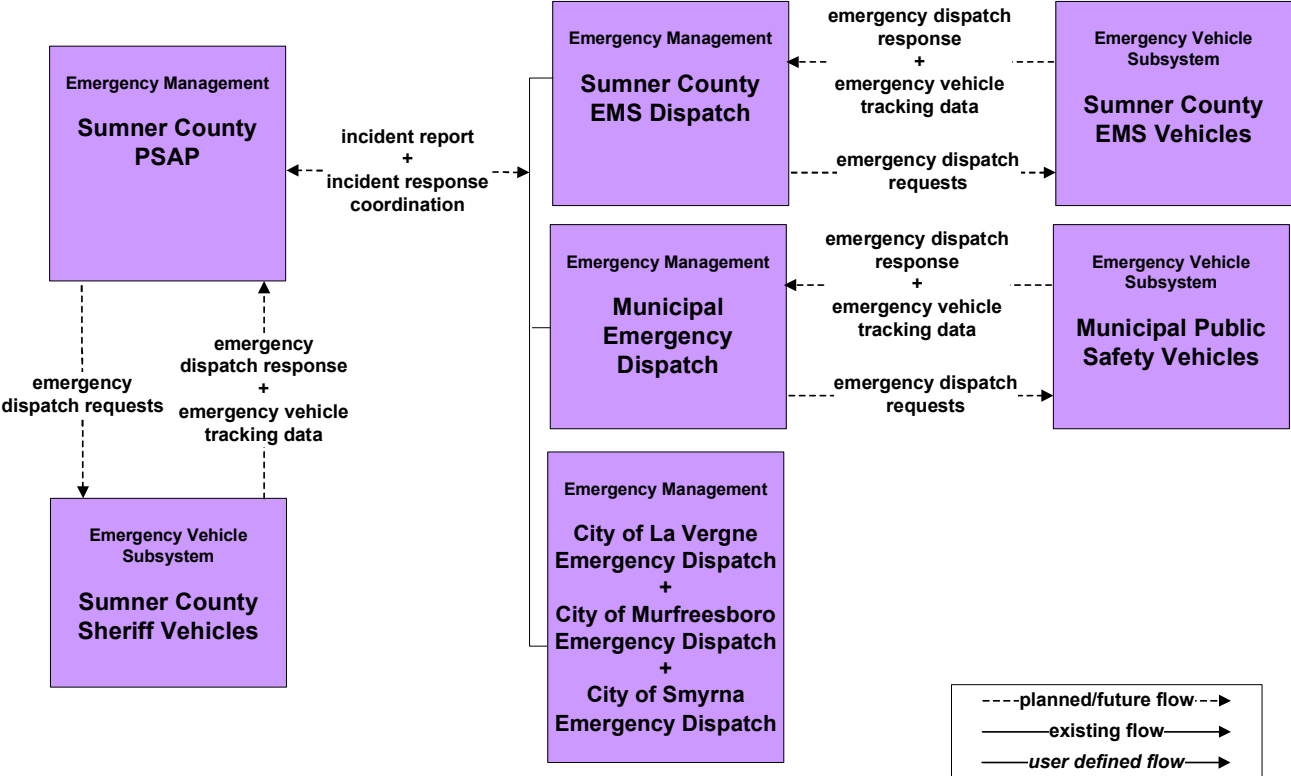 Emergency Management
Sumner County
PSAP
incident report
+
incident response
coordination
Emergency Management
Sumner County
EMS Dispatch
emergency dispatch
response
+
emergency vehicle
tracking data
emergency dispatch
requests
Emergency Vehicle
Subsystem
Sumner County
EMS Vehicles
Emergency Management
Municipal
Emergency
Dispatch
emergency dispatch
response
+
emergency vehicle
tracking data
emergency dispatch
requests
Emergency Vehicle
Subsystem
Municipal Public
Safety Vehicles
emergency
dispatch requests
emergency
dispatch response
+
emergency vehicle
tracking data
Emergency Vehicle
Subsystem
Sumner County
Sheriff Vehicles
Emergency Management
City of La Vergne
Emergency Dispatch
+
City of Murfreesboro
Emergency Dispatch
+
City of Smyrna
Emergency Dispatch
planned/future flow
existing flow
user defined flow